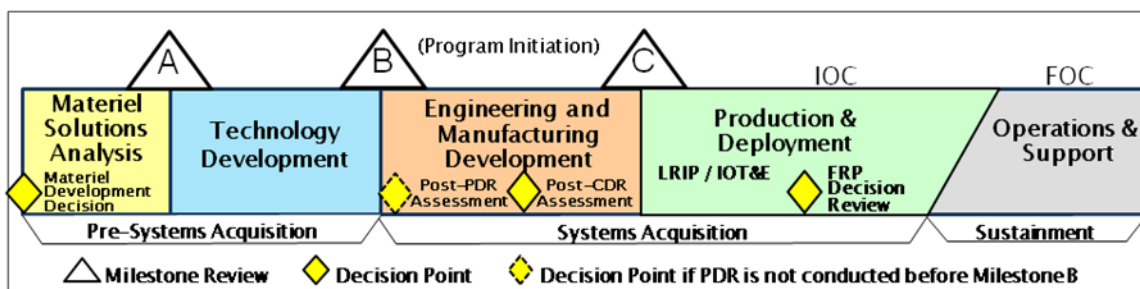 A
B
(Program Initiation)
C
IOC
FOC
Materiel
Solutions
Analysis
Materiel
Development
Decision
Technology
Development
Engineering and
Manufacturing
Development
Post-PDR
Assessment
Post-CDR
Assessment
Production &
Deployment
LRIP / IOT&E
FRP
Decision
Review
Operations &
Support
Pre-Systems Acquisition
Systems Acquisition
Sustainment
Milestone Review
Decision Point
Decision Point if PDR is not conducted before Milestone B